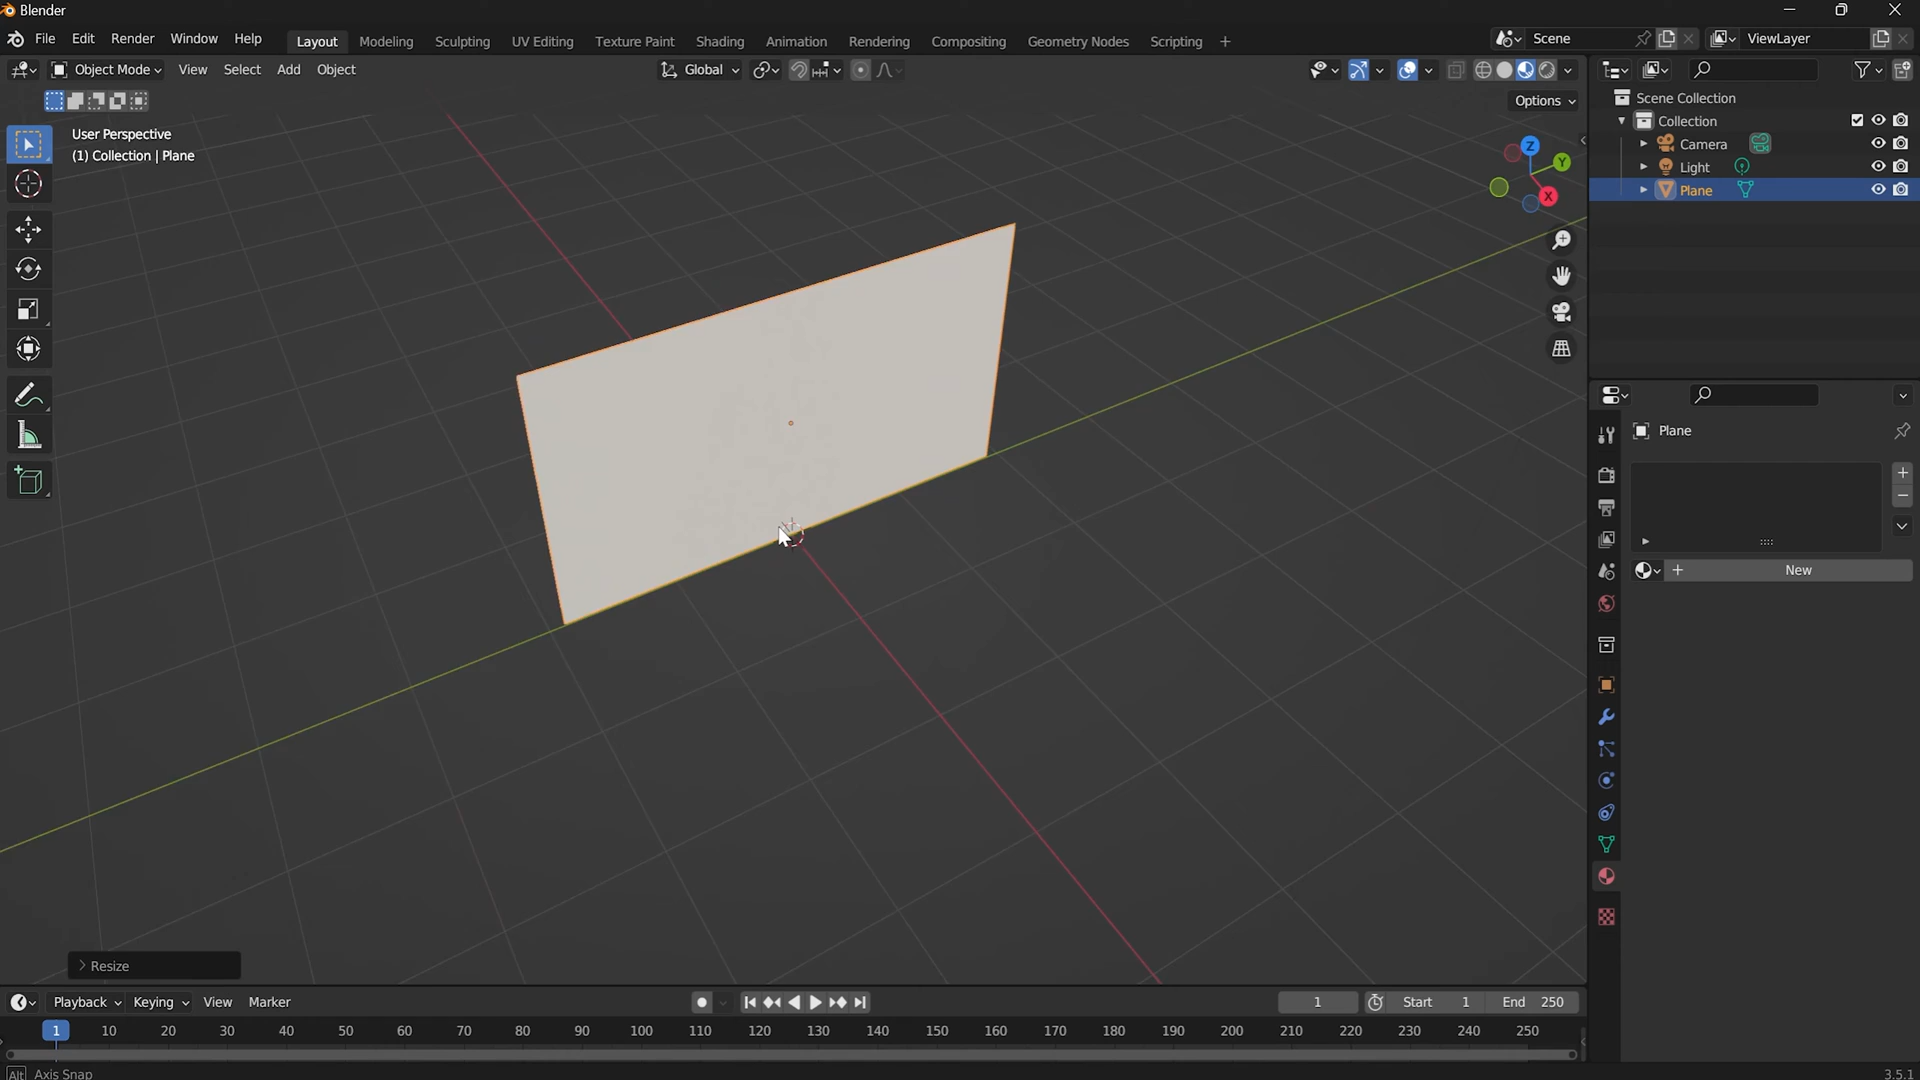 Blender
File Edit Render Window Help Layout Modeling Sculpting UV Editing Texture Paint Shading Animation Rendering Compositing Geometry Nodes Scripting + Scene ViewLayer
Object Mode View Select Add Object Global
Options
User Perspective
(1) Collection | Plane
Z
Y
X
Scene Collection
Collection
Camera
Light
Plane
Plane
+ New
Resize
Playback Keying View Marker 1 Start 1 End 250
1 10 20 30 40 50 60 70 80 90 100 110 120 130 140 150 160 170 180 190 200 210 220 230 240 250
Alt Axis Snap
3.5.1